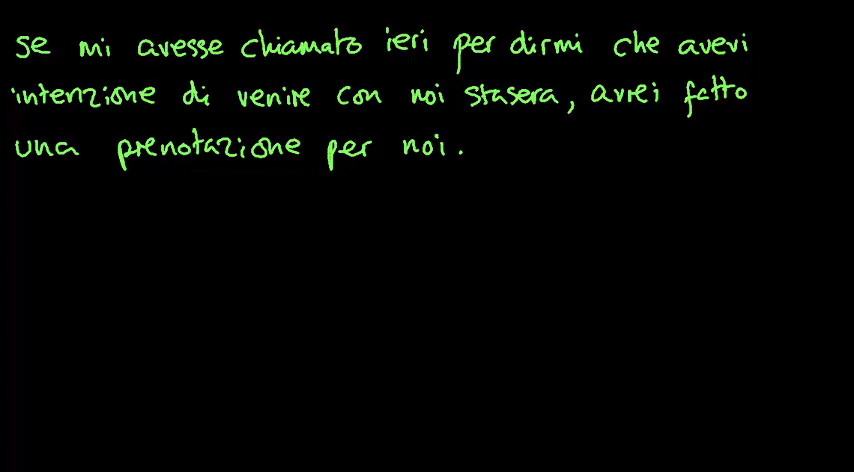 se mi avesse chiamato ieri per dirmi che avevi
intenzione di venire con noi stasera, avrei fatto
una prenotazione per noi.